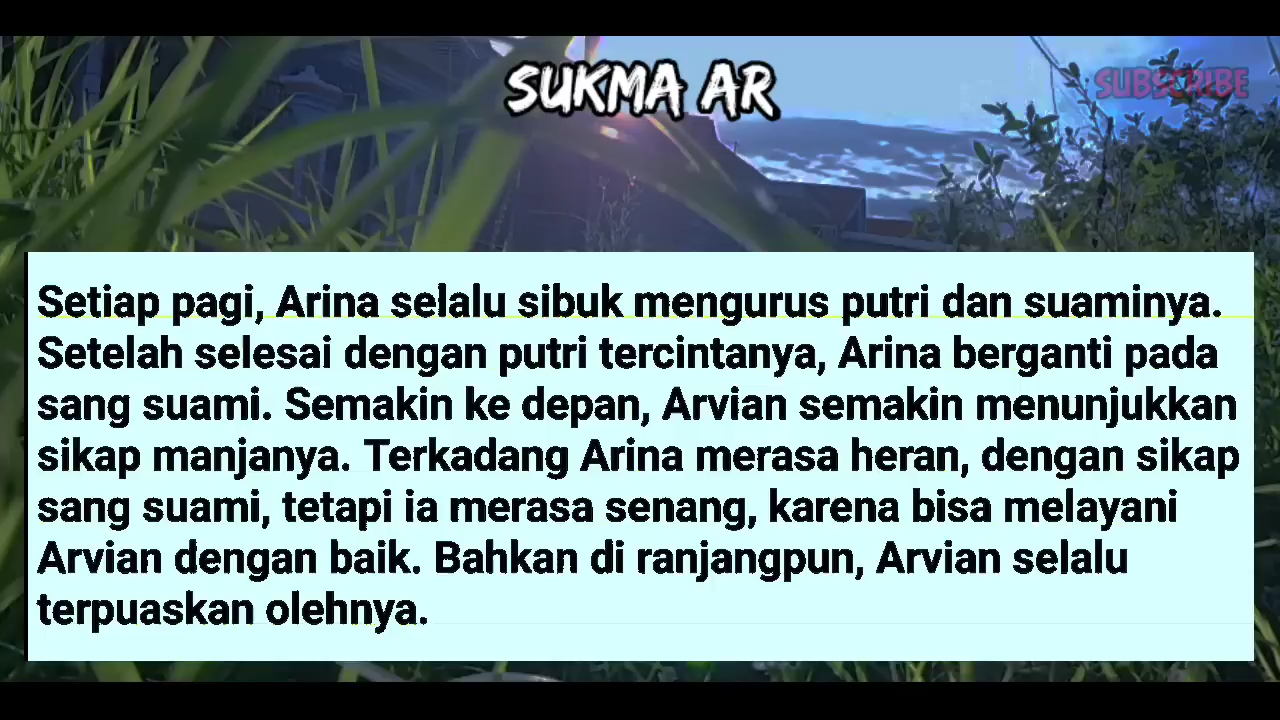 SUKMA AR
SUBSCRIBE
Setiap pagi, Arina selalu sibuk mengurus putri dan suaminya.
Setelah selesai dengan putri tercintanya, Arina berganti pada
sang suami. Semakin ke depan, Arvian semakin menunjukkan
sikap manjanya. Terkadang Arina merasa heran, dengan sikap
sang suami, tetapi ia merasa senang, karena bisa melayani
Arvian dengan baik. Bahkan di ranjangpun, Arvian selalu
terpuaskan olehnya.